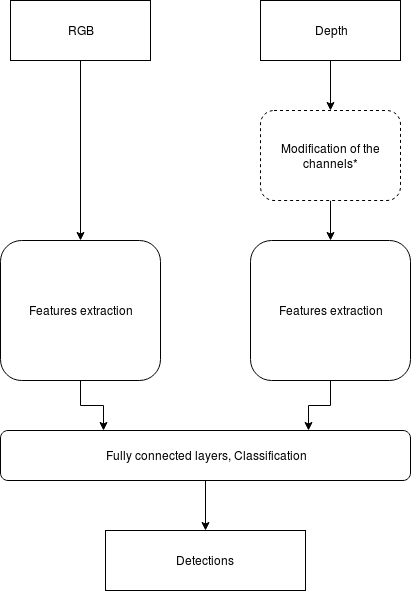 RGB
Depth
Modification of the
channels*
Features extraction
Features extraction
Fully connected layers, Classification
Detections